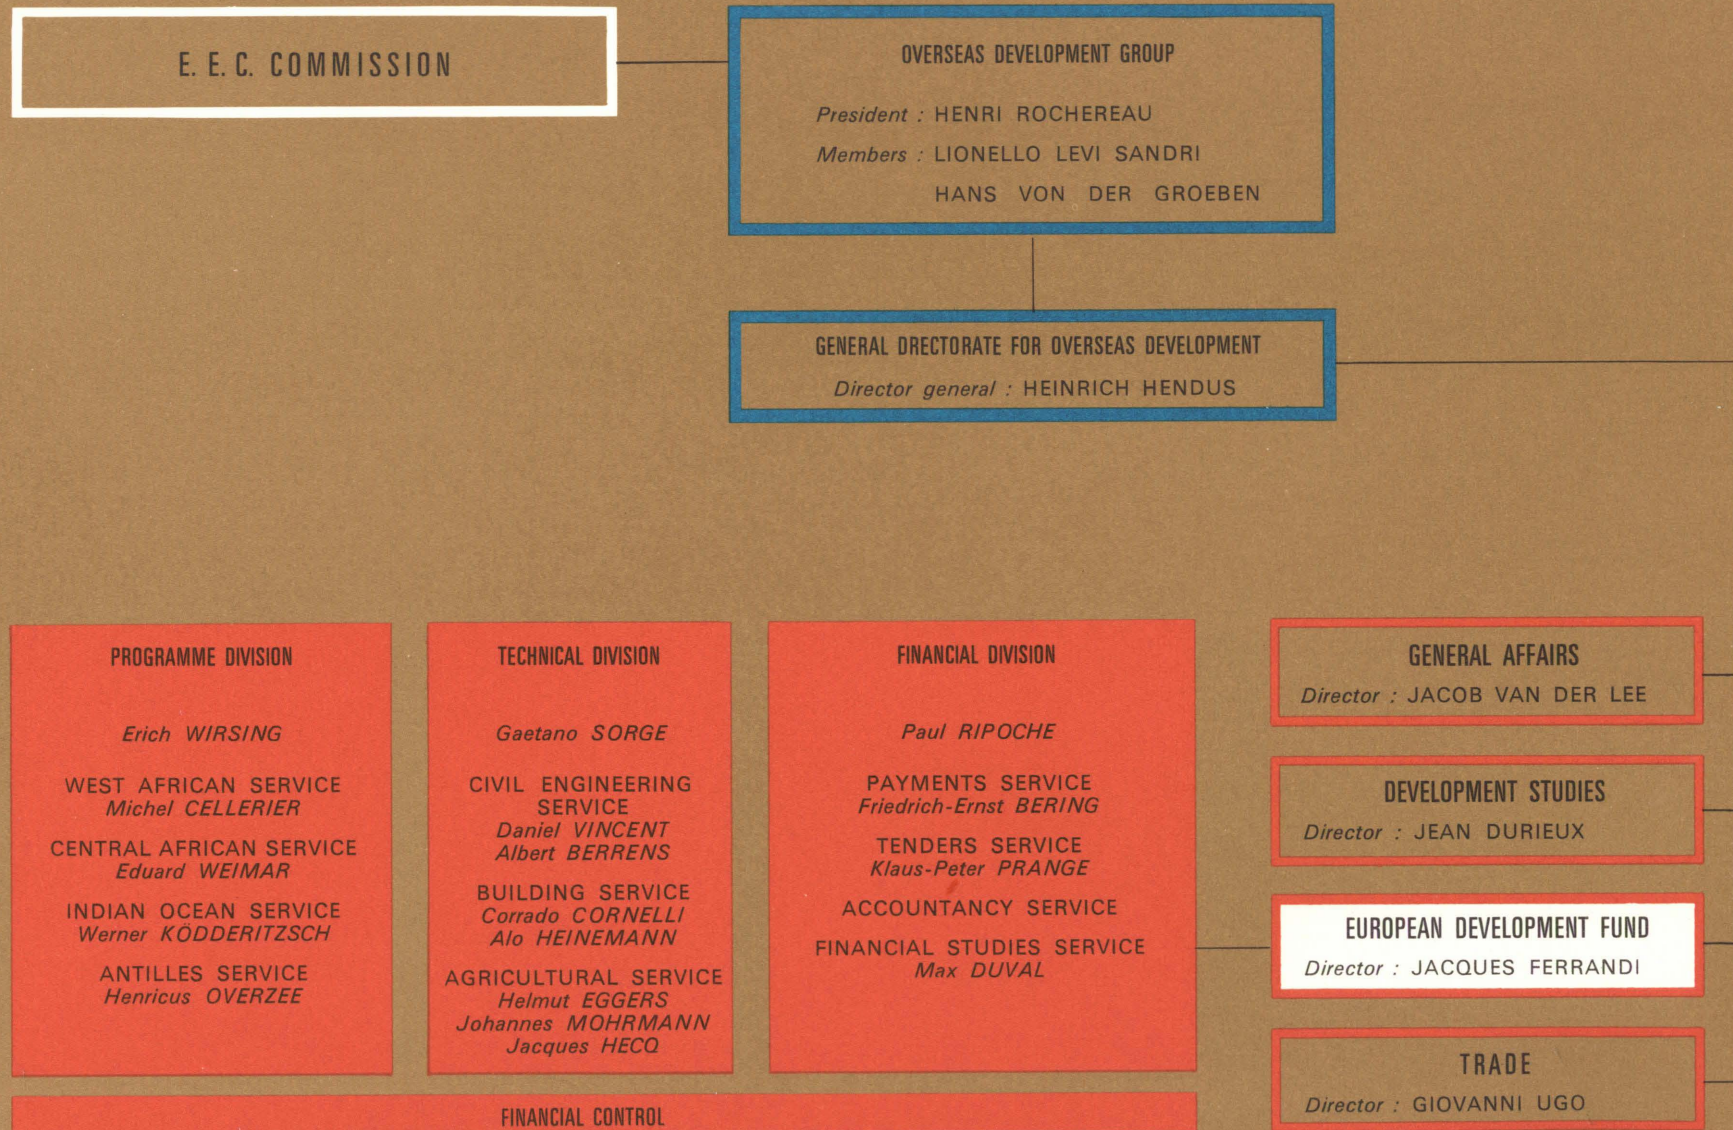 E. E. C. COMMISSION
OVERSEAS DEVELOPMENT GROUP
President : HENRI ROCHEREAU
Members : LIONELLO LEVI SANDRI
HANS VON DER GROEBEN
GENERAL DRECTORATE FOR OVERSEAS DEVELOPMENT
Director general : HEINRICH HENDUS
PROGRAMME DIVISION
Erich WIRSING
WEST AFRICAN SERVICE
Michel CELLERIER
CENTRAL AFRICAN SERVICE
Eduard WEIMAR
INDIAN OCEAN SERVICE
Werner KÖDDERITZSCH
ANTILLES SERVICE
Henricus OVERZEE
TECHNICAL DIVISION
Gaetano SORGE
CIVIL ENGINEERING
SERVICE
Daniel VINCENT
Albert BERRENS
BUILDING SERVICE
Corrado CORNELLI
Alo HEINEMANN
AGRICULTURAL SERVICE
Helmut EGGERS
Johannes MOHRMANN
Jacques HECQ
FINANCIAL DIVISION
Paul RIPOCHE
PAYMENTS SERVICE
Friedrich-Ernst BERING
TENDERS SERVICE
Klaus-Peter PRANGE
ACCOUNTANCY SERVICE
FINANCIAL STUDIES SERVICE
Max DUVAL
GENERAL AFFAIRS
Director : JACOB VAN DER LEE
DEVELOPMENT STUDIES
Director : JEAN DURIEUX
EUROPEAN DEVELOPMENT FUND
Director : JACQUES FERRANDI
TRADE
Director : GIOVANNI UGO
FINANCIAL CONTROL